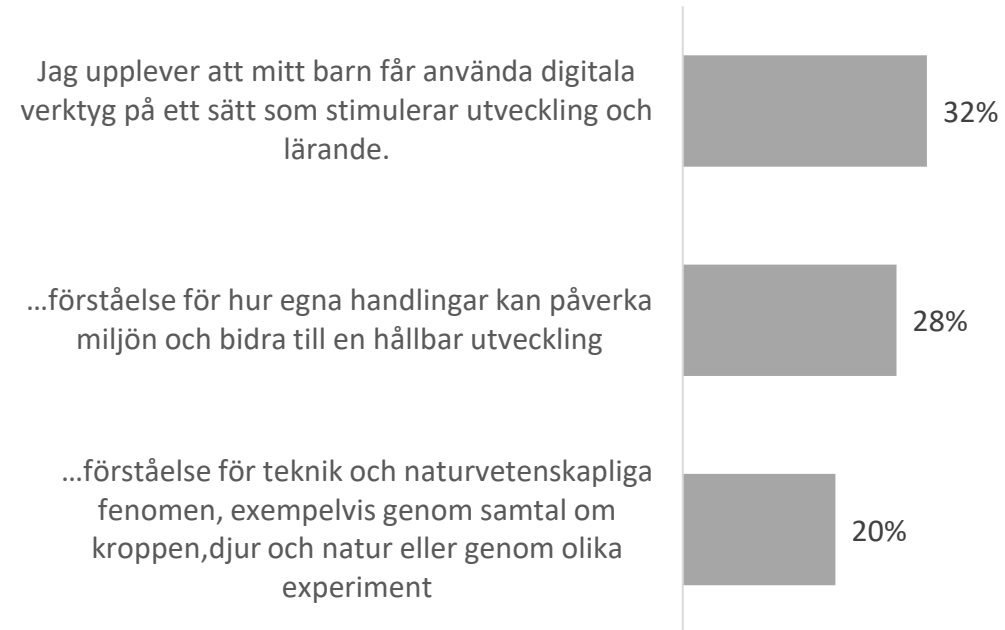 Jag upplever att mitt barn får använda digitala
verktyg på ett sätt som stimulerar utveckling och
lärande.
32%
...förståelse för hur egna handlingar kan påverka
miljön och bidra till en hållbar utveckling
28%
...förståelse för teknik och naturvetenskapliga
fenomen, exempelvis genom samtal om
kroppen,djur och natur eller genom olika
experiment
20%